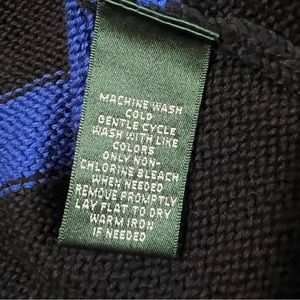 MACHINE WASH
COLD
GENTLE CYCLE
WASH WITH LIKE
COLORS
ONLY NON-
CHLORINE BLEACH
WHEN NEEDED
REMOVE PROMPTLY
LAY FLAT TO DRY
WARM IRON
IF NEEDED